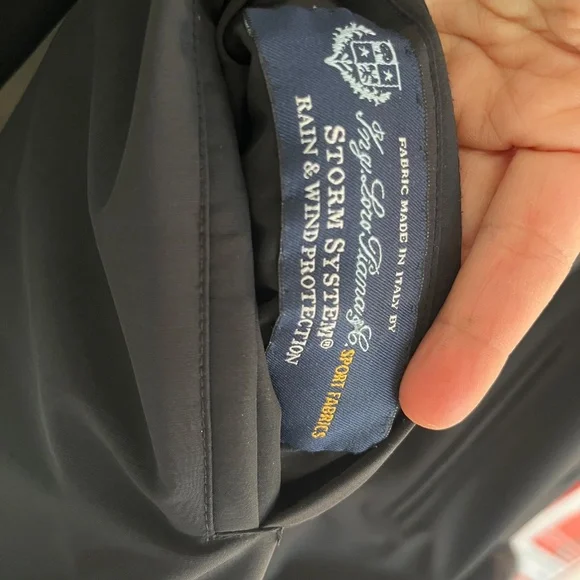 FABRIC MADE IN ITALY BY
Ing. Loro Piana & C.
STORM SYSTEM®
RAIN & WIND PROTECTION
SPORT FABRICS